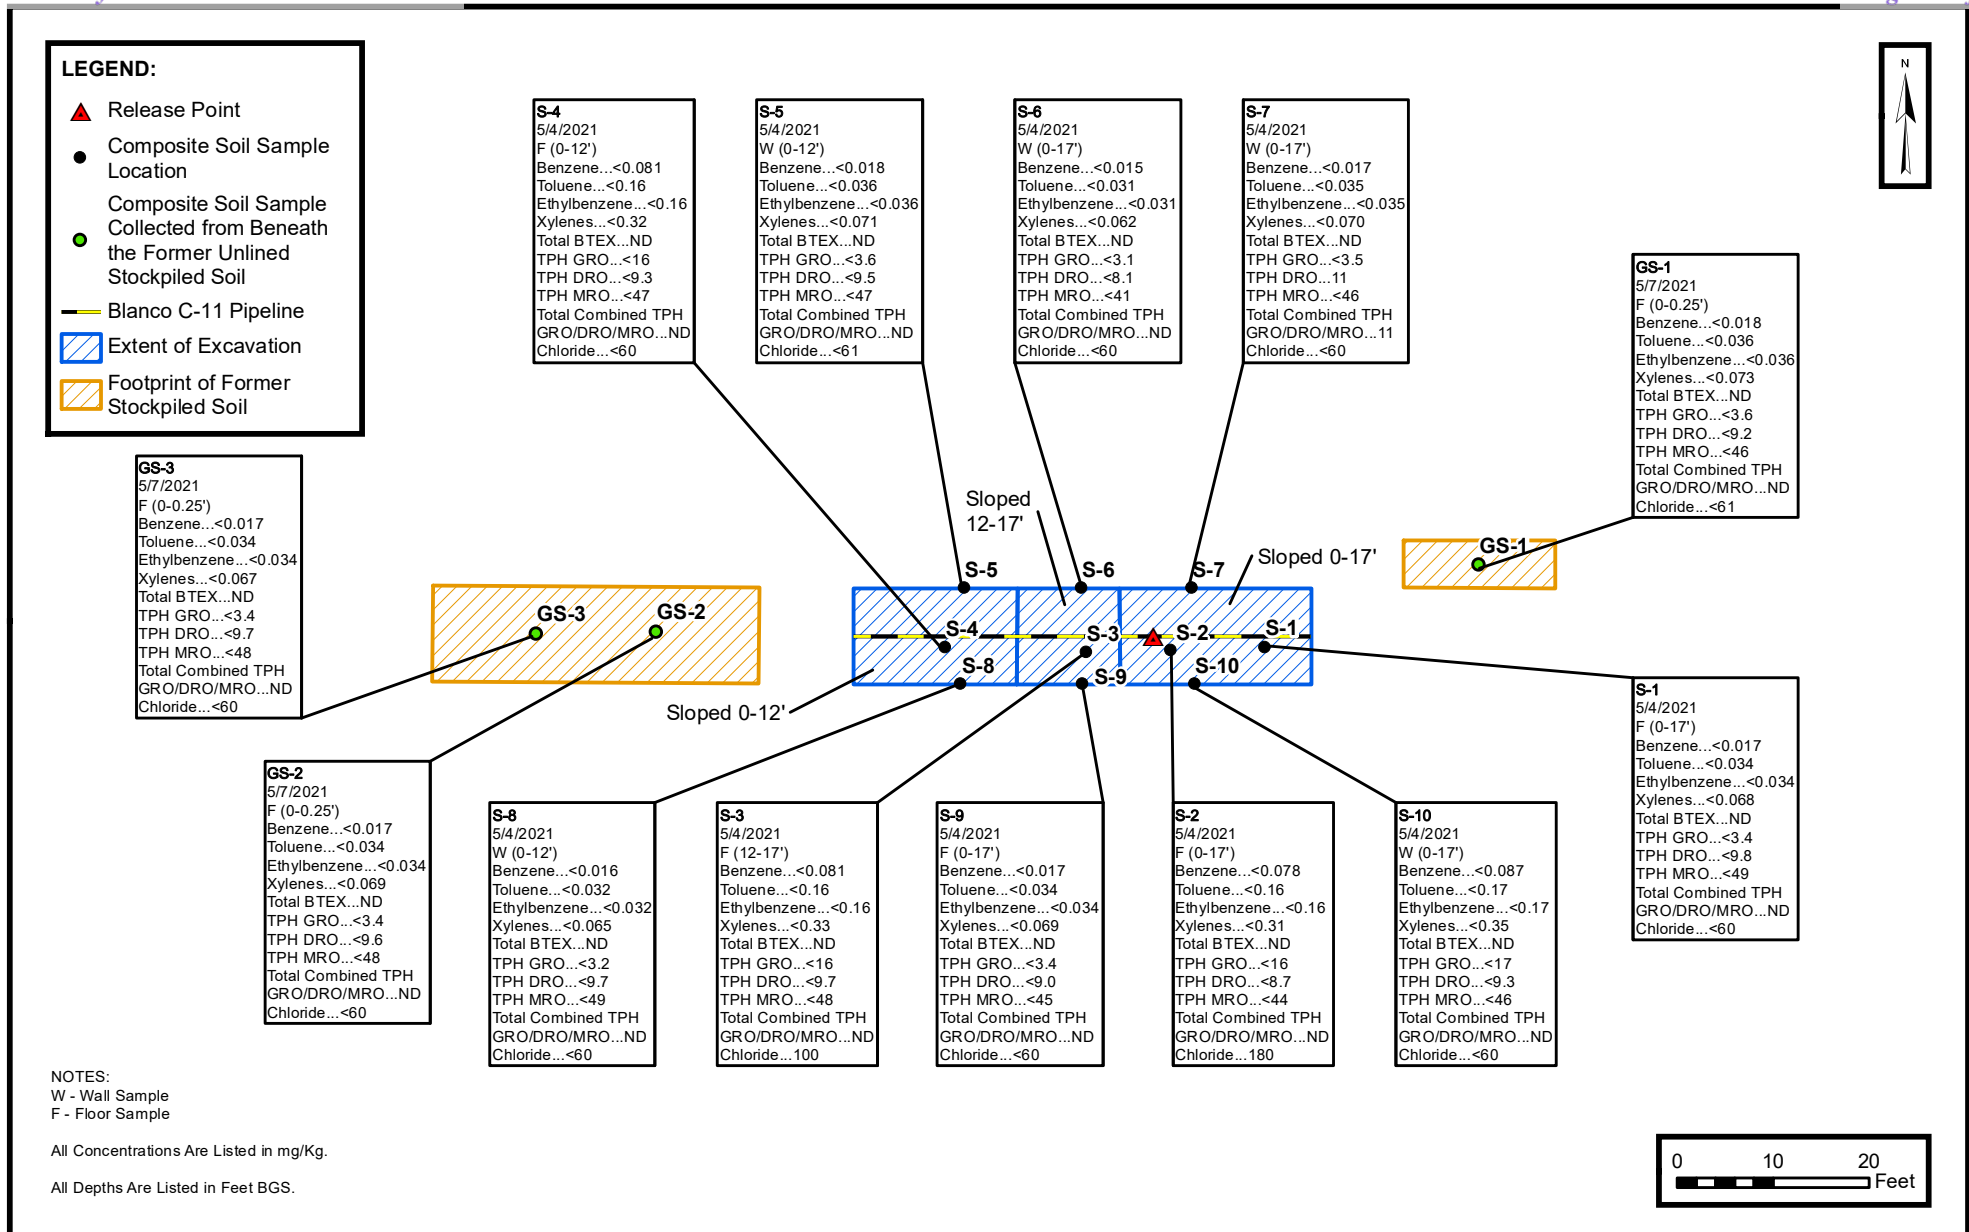 LEGEND:
Release Point
Composite Soil Sample
Location
Composite Soil Sample
Collected from Beneath
the Former Unlined
Stockpiled Soil
Blanco C-11 Pipeline
Extent of Excavation
Footprint of Former
Stockpiled Soil
N
S-4
5/4/2021
F (0-12')
Benzene...<0.081
Toluene...<0.16
Ethylbenzene...<0.16
Xylenes...<0.32
Total BTEX...ND
TPH GRO...<16
TPH DRO...<9.3
TPH MRO...<47
Total Combined TPH
GRO/DRO/MRO...ND
Chloride...<60
S-5
5/4/2021
W (0-12')
Benzene...<0.018
Toluene...<0.036
Ethylbenzene...<0.036
Xylenes...<0.071
Total BTEX...ND
TPH GRO...<3.6
TPH DRO...<9.5
TPH MRO...<47
Total Combined TPH
GRO/DRO/MRO...ND
Chloride...<61
S-6
5/4/2021
W (0-17')
Benzene...<0.015
Toluene...<0.031
Ethylbenzene...<0.031
Xylenes...<0.062
Total BTEX...ND
TPH GRO...<3.1
TPH DRO...<8.1
TPH MRO...<41
Total Combined TPH
GRO/DRO/MRO...ND
Chloride...<60
S-7
5/4/2021
W (0-17')
Benzene...<0.017
Toluene...<0.035
Ethylbenzene...<0.035
Xylenes...<0.070
Total BTEX...ND
TPH GRO...<3.5
TPH DRO...11
TPH MRO...<46
Total Combined TPH
GRO/DRO/MRO...11
Chloride...<60
GS-1
5/7/2021
F (0-0.25')
Benzene...<0.018
Toluene...<0.036
Ethylbenzene...<0.036
Xylenes...<0.073
Total BTEX...ND
TPH GRO...<3.6
TPH DRO...<9.2
TPH MRO...<46
Total Combined TPH
GRO/DRO/MRO...ND
Chloride...<61
GS-3
5/7/2021
F (0-0.25')
Benzene...<0.017
Toluene...<0.034
Ethylbenzene...<0.034
Xylenes...<0.067
Total BTEX...ND
TPH GRO...<3.4
TPH DRO...<9.7
TPH MRO...<48
Total Combined TPH
GRO/DRO/MRO...ND
Chloride...<60
Sloped
12-17'
Sloped 0-17'
GS-1
S-5
S-6
S-7
GS-3
GS-2
S-4
S-3
S-2
S-1
S-8
S-9
S-10
Sloped 0-12'
GS-2
5/7/2021
F (0-0.25')
Benzene...<0.017
Toluene...<0.034
Ethylbenzene...<0.034
Xylenes...<0.069
Total BTEX...ND
TPH GRO...<3.4
TPH DRO...<9.6
TPH MRO...<48
Total Combined TPH
GRO/DRO/MRO...ND
Chloride...<60
S-8
5/4/2021
W (0-12')
Benzene...<0.016
Toluene...<0.032
Ethylbenzene...<0.032
Xylenes...<0.065
Total BTEX...ND
TPH GRO...<3.2
TPH DRO...<9.7
TPH MRO...<49
Total Combined TPH
GRO/DRO/MRO...ND
Chloride...<60
S-3
5/4/2021
F (12-17')
Benzene...<0.081
Toluene...<0.16
Ethylbenzene...<0.16
Xylenes...<0.33
Total BTEX...ND
TPH GRO...<16
TPH DRO...<9.7
TPH MRO...<48
Total Combined TPH
GRO/DRO/MRO...ND
Chloride...100
S-9
5/4/2021
F (0-17')
Benzene...<0.017
Toluene...<0.034
Ethylbenzene...<0.034
Xylenes...<0.069
Total BTEX...ND
TPH GRO...<3.4
TPH DRO...<9.0
TPH MRO...<45
Total Combined TPH
GRO/DRO/MRO...ND
Chloride...<60
S-2
5/4/2021
F (0-17')
Benzene...<0.078
Toluene...<0.16
Ethylbenzene...<0.16
Xylenes...<0.31
Total BTEX...ND
TPH GRO...<16
TPH DRO...<8.7
TPH MRO...<44
Total Combined TPH
GRO/DRO/MRO...ND
Chloride...180
S-10
5/4/2021
W (0-17')
Benzene...<0.087
Toluene...<0.17
Ethylbenzene...<0.17
Xylenes...<0.35
Total BTEX...ND
TPH GRO...<17
TPH DRO...<9.3
TPH MRO...<46
Total Combined TPH
GRO/DRO/MRO...ND
Chloride...<60
S-1
5/4/2021
F (0-17')
Benzene...<0.017
Toluene...<0.034
Ethylbenzene...<0.034
Xylenes...<0.068
Total BTEX...ND
TPH GRO...<3.4
TPH DRO...<9.8
TPH MRO...<49
Total Combined TPH
GRO/DRO/MRO...ND
Chloride...<60
NOTES:
W - Wall Sample
F - Floor Sample
All Concentrations Are Listed in mg/Kg.
All Depths Are Listed in Feet BGS.
0 10 20
Feet